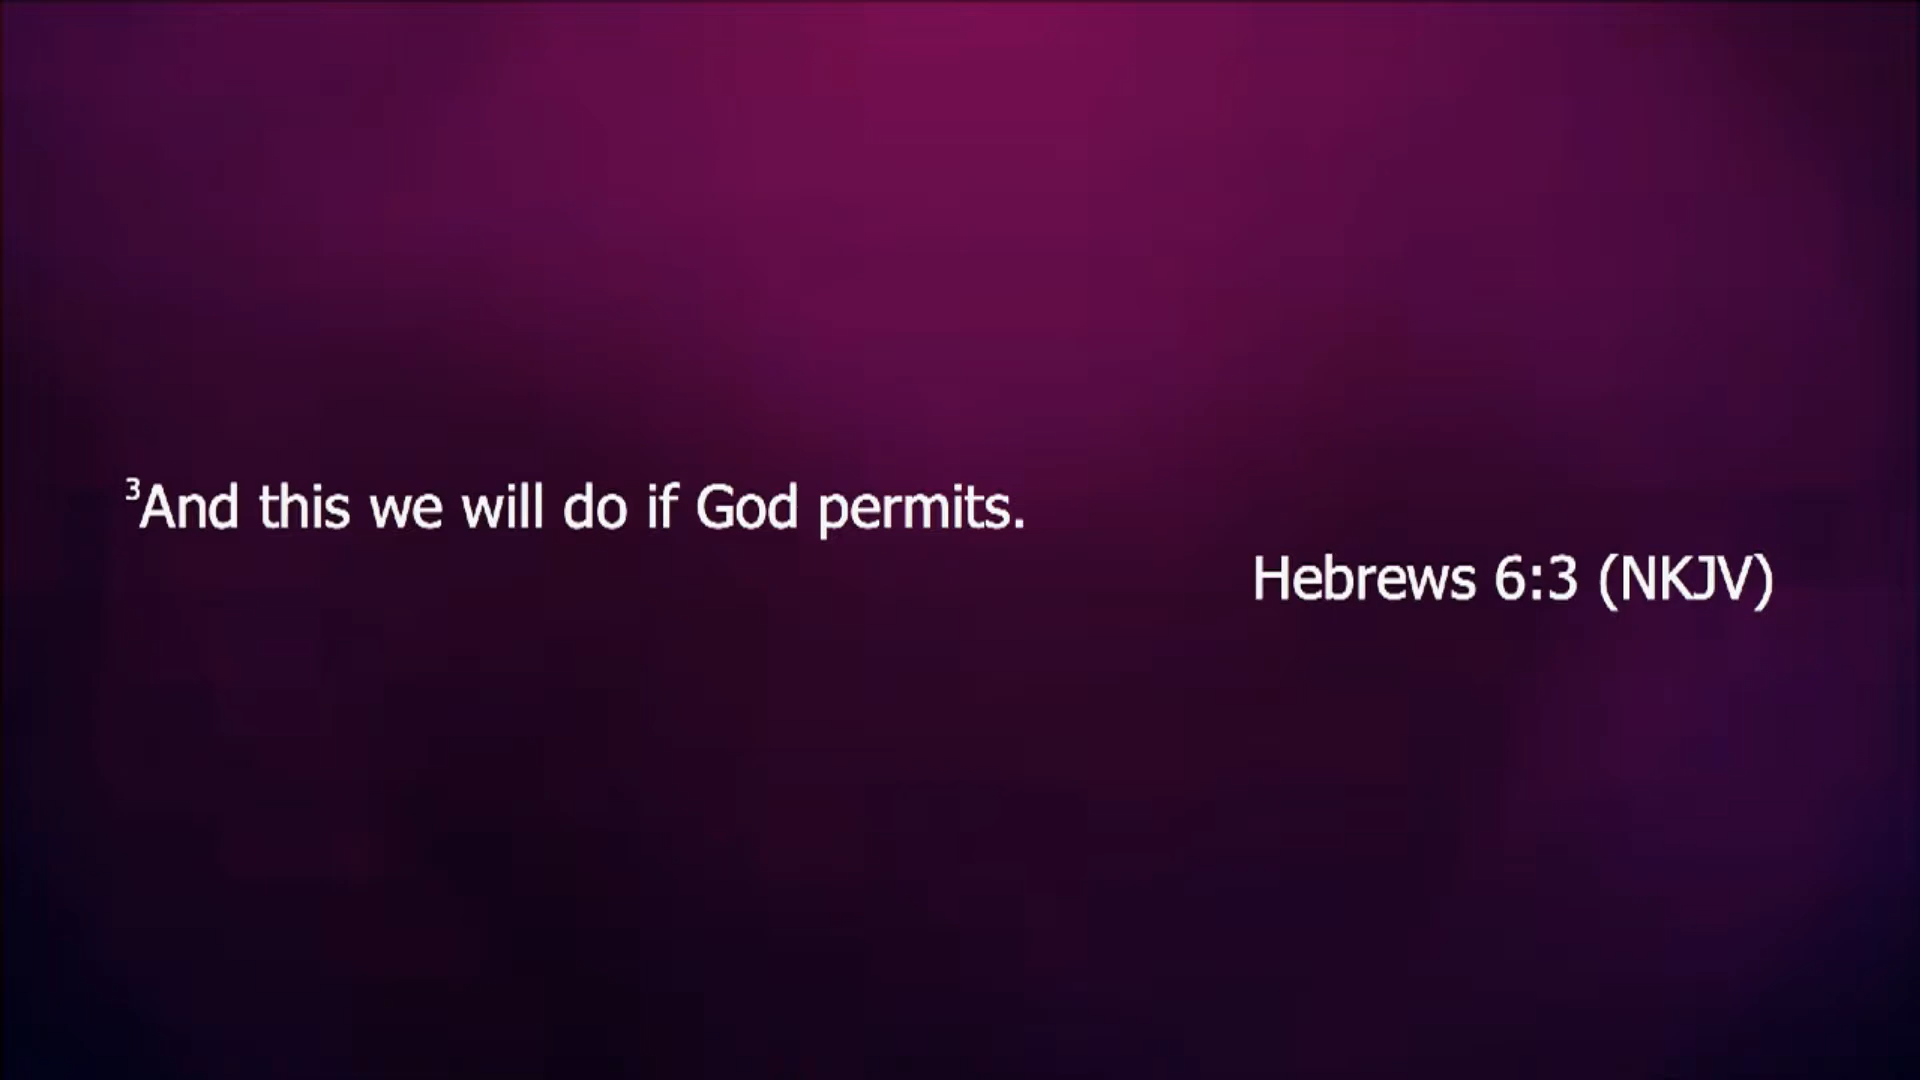 ³And this we will do if God permits.
Hebrews 6:3 (NKJV)